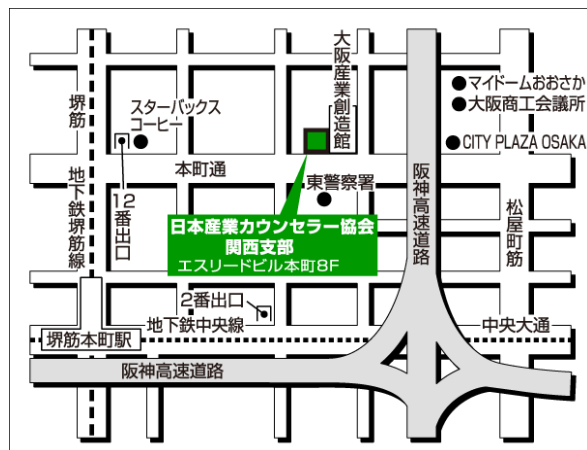 堺筋
地下鉄堺筋線
スターバックス
コーヒー
12番出口
本町通
大阪産業創造館
マイドームおおさか
大阪商工会議所
CITY PLAZA OSAKA
東警察署
阪神高速道路
松屋町筋
日本産業カウンセラー協会
関西支部
エスリードビル本町8F
2番出口
地下鉄中央線
中央大通
堺筋本町駅
阪神高速道路